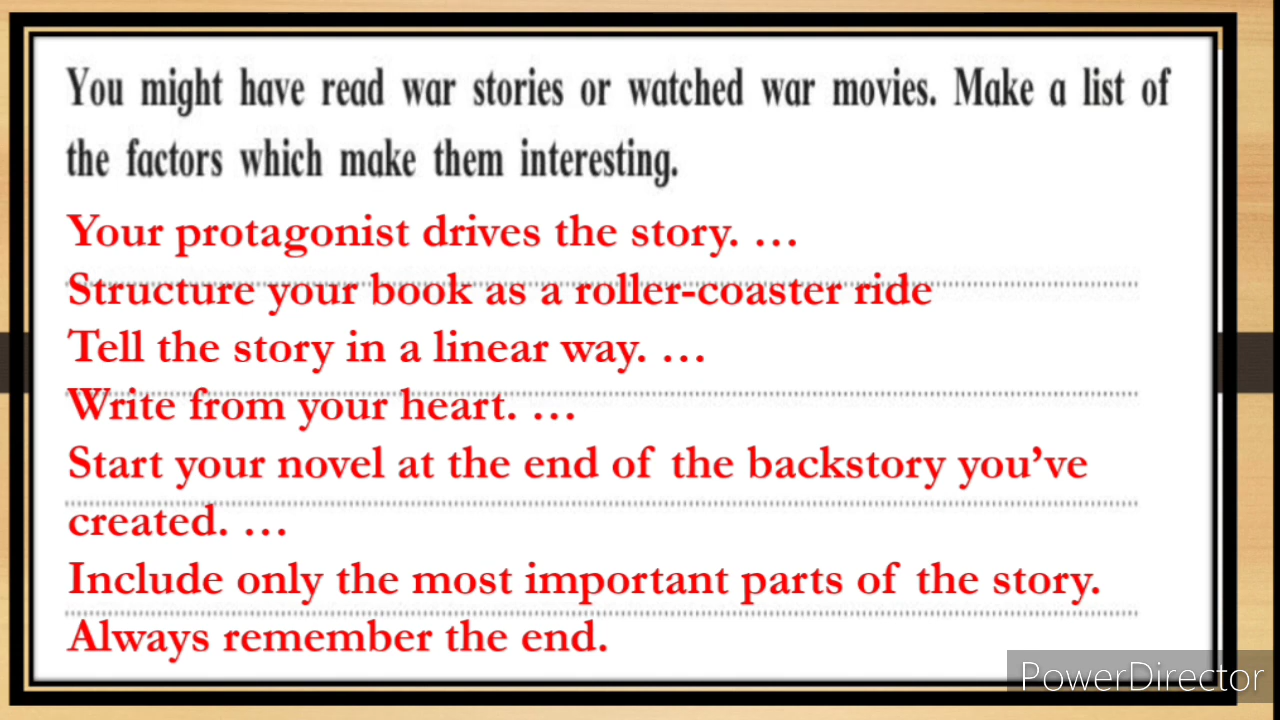 You might have read war stories or watched war movies. Make a list of
the factors which make them interesting.
Your protagonist drives the story. …
Structure your book as a roller-coaster ride
Tell the story in a linear way. …
Write from your heart. …
Start your novel at the end of the backstory you’ve
created. …
Include only the most important parts of the story.
Always remember the end.
PowerDirector